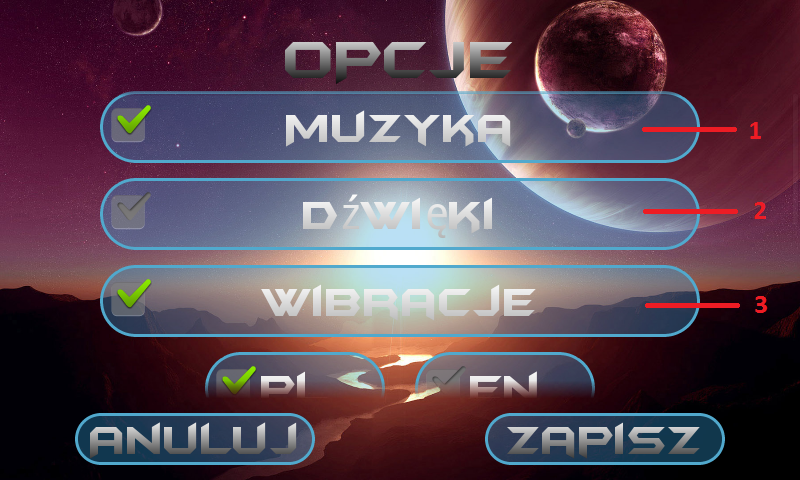 OPCJE
MUZYKA 1
DźWIęKI 2
WIBRACJE 3
PL EN
ANULUJ ZAPISZ